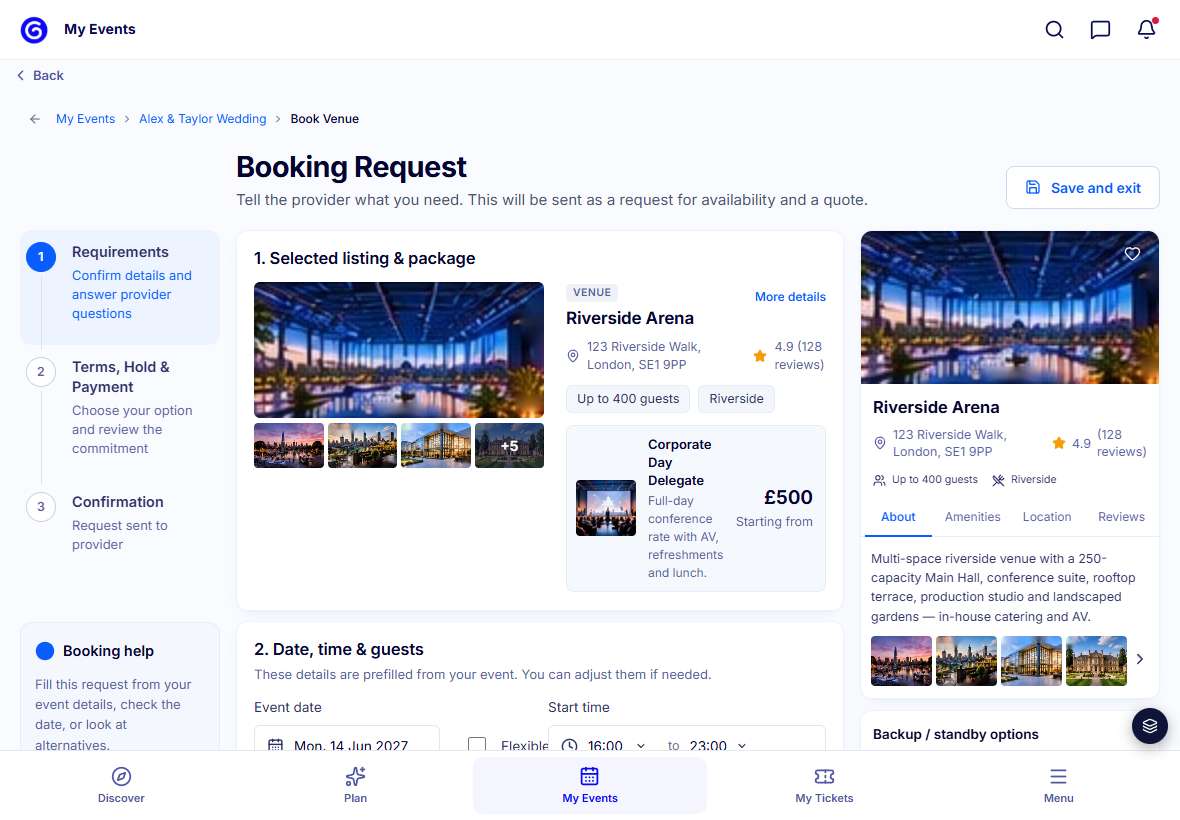 My Events
Back
My Events > Alex & Taylor Wedding > Book Venue
Booking Request
Tell the provider what you need. This will be sent as a request for availability and a quote.
Save and exit
1
Requirements
Confirm details and
answer provider
questions
2
Terms, Hold &
Payment
Choose your option
and review the
commitment
3
Confirmation
Request sent to
provider
Booking help
Fill this request from your
event details, check the
date, or look at
alternatives.
1. Selected listing & package
+5
VENUE
More details
Riverside Arena
123 Riverside Walk,
London, SE1 9PP
4.9 (128
reviews)
Up to 400 guests
Riverside
Corporate
Day
Delegate
Full-day
conference
rate with AV,
refreshments
and lunch.
£500
Starting from
2. Date, time & guests
These details are prefilled from your event. You can adjust them if needed.
Event date
Start time
Mon, 14 Jun 2027
Flexible
16:00
to
23:00
Riverside Arena
123 Riverside Walk,
London, SE1 9PP
4.9
(128
reviews)
Up to 400 guests
Riverside
About
Amenities
Location
Reviews
Multi-space riverside venue with a 250-
capacity Main Hall, conference suite, rooftop
terrace, production studio and landscaped
gardens — in-house catering and AV.
Backup / standby options
Discover
Plan
My Events
My Tickets
Menu